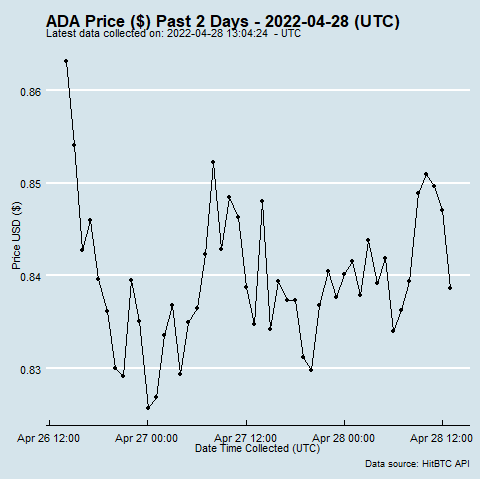 ADA Price ($) Past 2 Days - 2022-04-28 (UTC)
Latest data collected on: 2022-04-28 13:04:24 - UTC
0.86
0.85
0.84
0.83
Price USD ($)
Apr 26 12:00 Apr 27 00:00 Apr 27 12:00 Apr 28 00:00 Apr 28 12:00
Date Time Collected (UTC)
Data source: HitBTC API